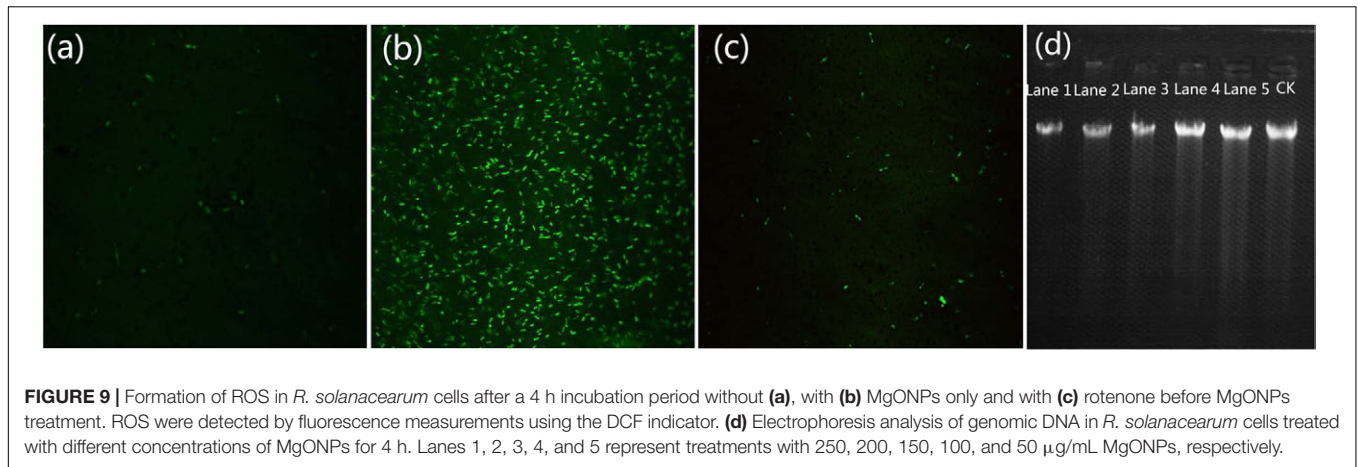 (a) (b) (c) (d)
Lane 1 Lane 2 Lane 3 Lane 4 Lane 5 CK
FIGURE 9 | Formation of ROS in R. solanacearum cells after a 4 h incubation period without (a), with (b) MgONPs only and with (c) rotenone before MgONPs
treatment. ROS were detected by fluorescence measurements using the DCF indicator. (d) Electrophoresis analysis of genomic DNA in R. solanacearum cells treated
with different concentrations of MgONPs for 4 h. Lanes 1, 2, 3, 4, and 5 represent treatments with 250, 200, 150, 100, and 50 μg/mL MgONPs, respectively.